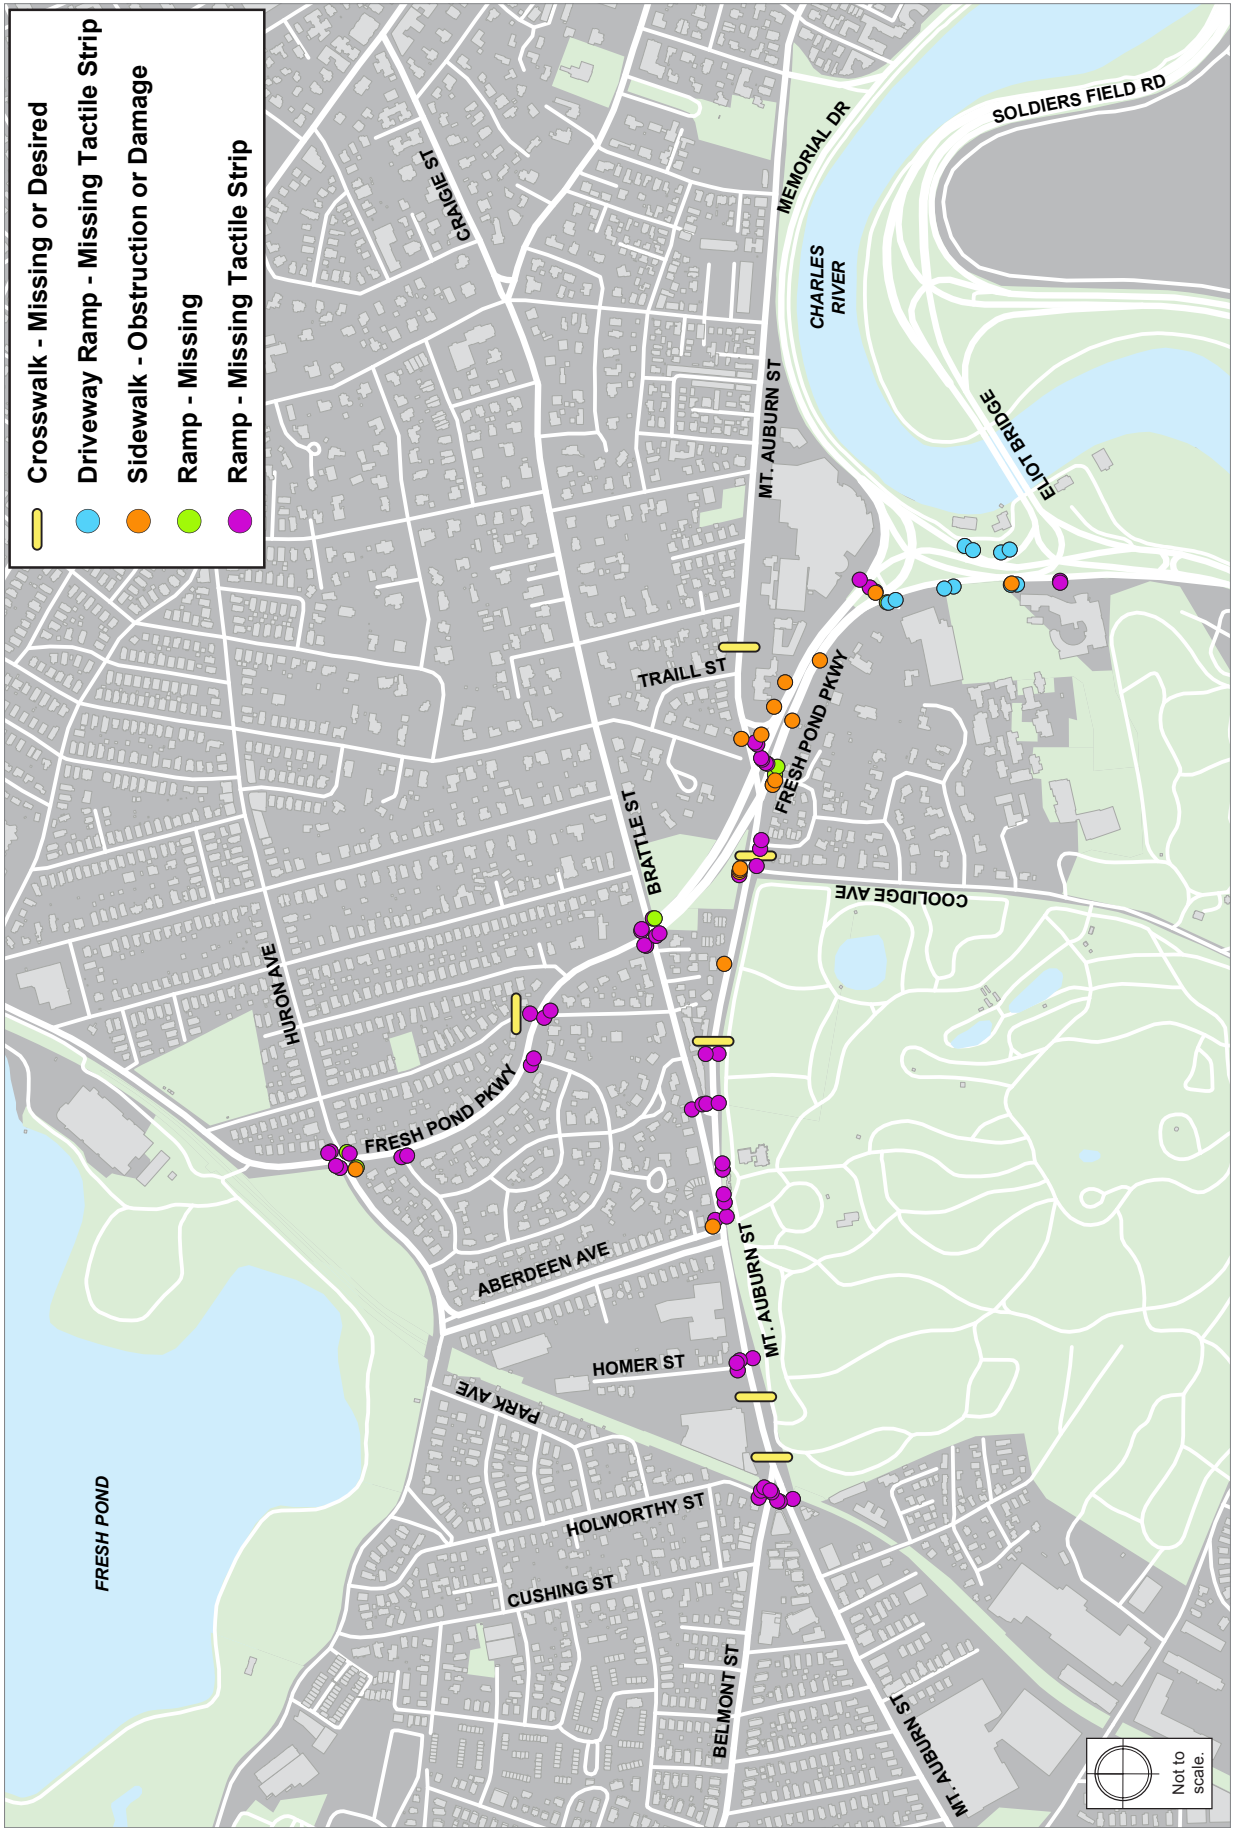 Crosswalk - Missing or Desired
Driveway Ramp - Missing Tactile Strip
Sidewalk - Obstruction or Damage
Ramp - Missing
Ramp - Missing Tactile Strip
FRESH POND
HURON AVE
FRESH POND PKWY
ABERDEEN AVE
PARK AVE
HOMER ST
HOLWORTHY ST
CUSHING ST
BELMONT ST
MT. AUBURN ST
MT. AUBURN ST
BRATTLE ST
CRAIGIE ST
TRAILL ST
FRESH POND PKWY
COOLIDGE AVE
MT. AUBURN ST
MEMORIAL DR
CHARLES
RIVER
ELIOT BRIDGE
SOLDIERS FIELD RD
Not to
scale.